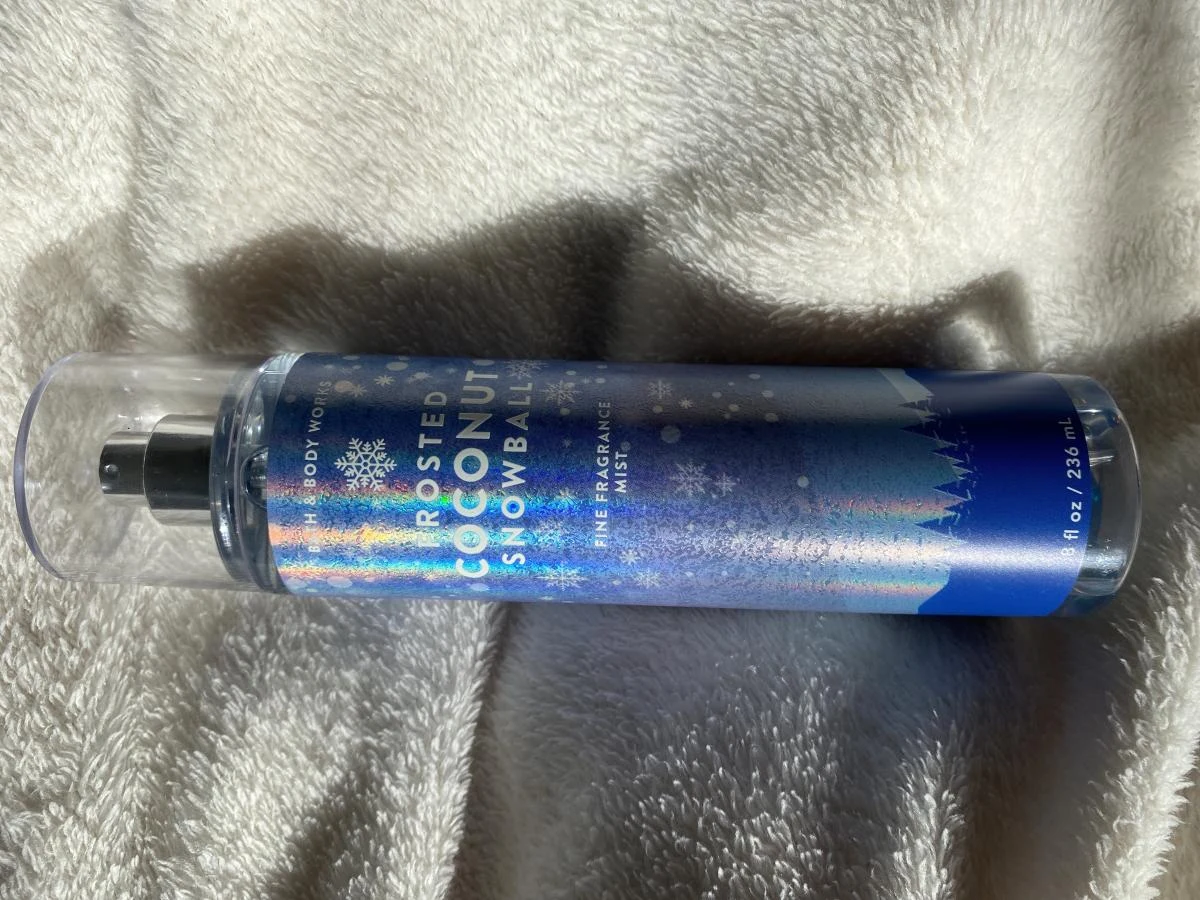 BATH & BODY WORKS
FROSTED
COCONUT
SNOWBALL
FINE FRAGRANCE
MIST
8 fl oz / 236 mL